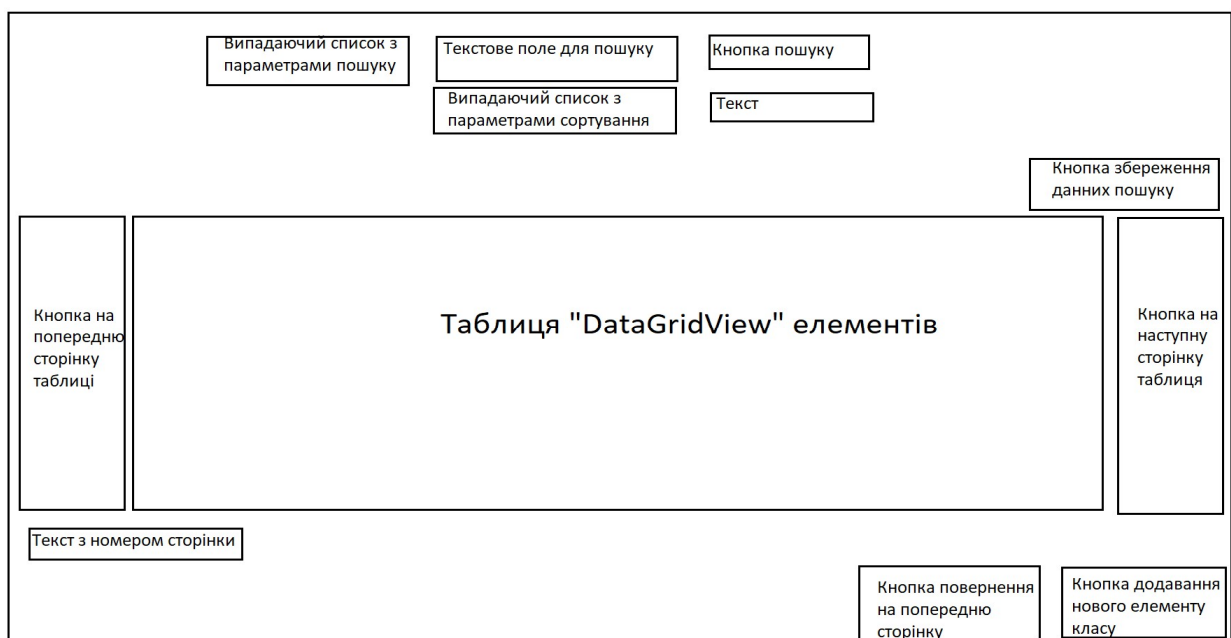 Випадаючий список з
параметрами пошуку
Текстове поле для пошуку
Кнопка пошуку
Випадаючий список з
параметрами сортування
Текст
Кнопка збереження
данних пошуку
Кнопка на
попередню
сторінку
таблиці
Таблиця "DataGridView" елементів
Кнопка на
наступну
сторінку
таблиця
Текст з номером сторінки
Кнопка повернення
на попередню
сторінку
Кнопка додавання
нового елементу
класу